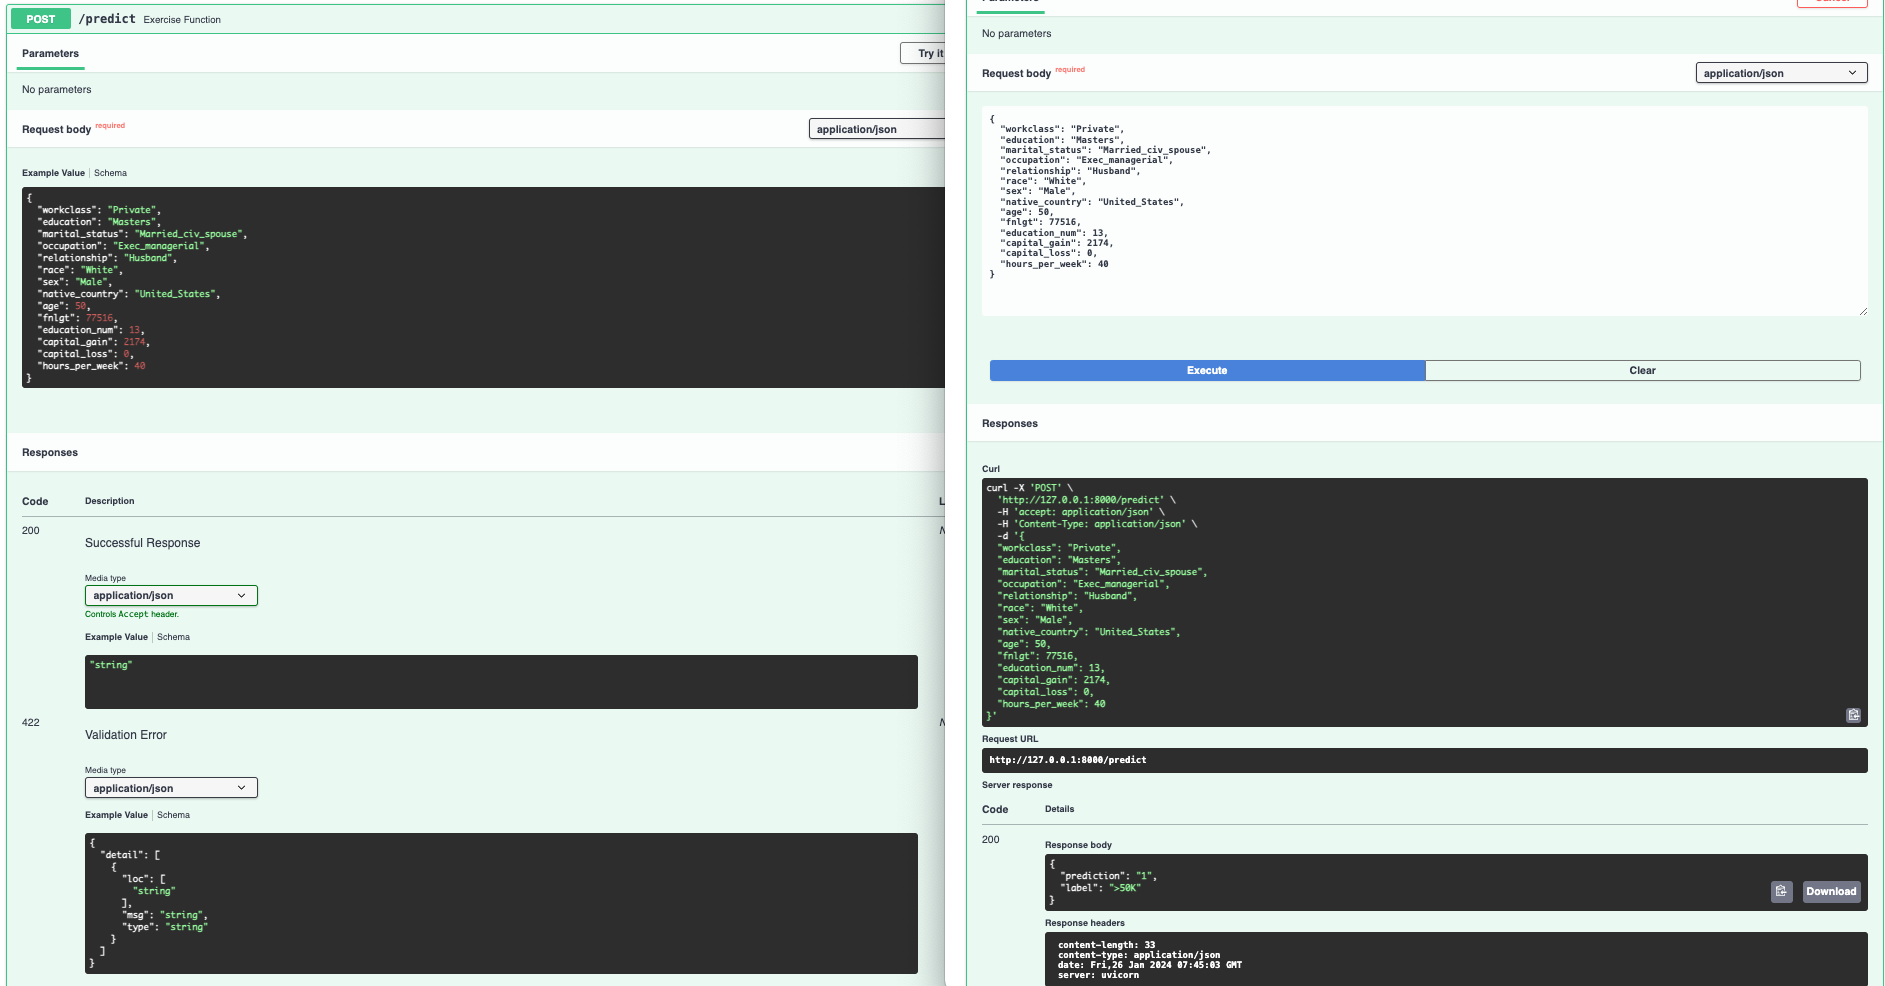 POST /predict Exercise Function
Parameters
Try it
No parameters
Request body required
application/json
Example Value | Schema
{
  "workclass": "Private",
  "education": "Masters",
  "marital_status": "Married_civ_spouse",
  "occupation": "Exec_managerial",
  "relationship": "Husband",
  "race": "White",
  "sex": "Male",
  "native_country": "United_States",
  "age": 50,
  "fnlgt": 77516,
  "education_num": 13,
  "capital_gain": 2174,
  "capital_loss": 0,
  "hours_per_week": 40
}
Responses
Code Description
200
Successful Response
Media type
application/json
Controls Accept header.
Example Value | Schema
"string"
422
Validation Error
Media type
application/json
Example Value | Schema
{
  "detail": [
    {
      "loc": [
        "string"
      ],
      "msg": "string",
      "type": "string"
    }
  ]
}
No parameters
Request body required
application/json
{
  "workclass": "Private",
  "education": "Masters",
  "marital_status": "Married_civ_spouse",
  "occupation": "Exec_managerial",
  "relationship": "Husband",
  "race": "White",
  "sex": "Male",
  "native_country": "United_States",
  "age": 50,
  "fnlgt": 77516,
  "education_num": 13,
  "capital_gain": 2174,
  "capital_loss": 0,
  "hours_per_week": 40
}
Execute
Clear
Responses
Curl
curl -X 'POST' \
  'http://127.0.0.1:8000/predict' \
  -H 'accept: application/json' \
  -H 'Content-Type: application/json' \
  -d '{
  "workclass": "Private",
  "education": "Masters",
  "marital_status": "Married_civ_spouse",
  "occupation": "Exec_managerial",
  "relationship": "Husband",
  "race": "White",
  "sex": "Male",
  "native_country": "United_States",
  "age": 50,
  "fnlgt": 77516,
  "education_num": 13,
  "capital_gain": 2174,
  "capital_loss": 0,
  "hours_per_week": 40
}'
Request URL
http://127.0.0.1:8000/predict
Server response
Code Details
200
Response body
{
  "prediction": "1",
  "label": ">50K"
}
Download
Response headers
content-length: 33
content-type: application/json
date: Fri,26 Jan 2024 07:45:03 GMT
server: uvicorn